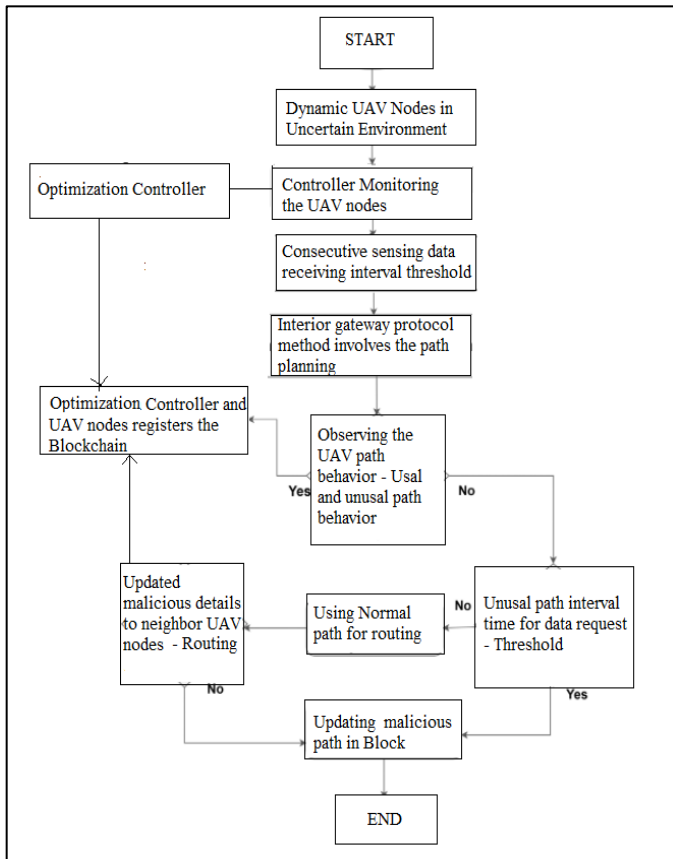 START
Dynamic UAV Nodes in
Uncertain Environment
Optimization Controller
Controller Monitoring
the UAV nodes
Consecutive sensing data
receiving interval threshold
Interior gateway protocol
method involves the path
planning
Optimization Controller and
UAV nodes registers the
Blockchain
Observing the
UAV path
behavior - Usal
and unusual path
behavior
Yes
No
Updated
malicious details
to neighbor UAV
nodes - Routing
Using Normal
path for routing
No
Unusal path interval
time for data request
- Threshold
No
Yes
Updating malicious
path in Block
END